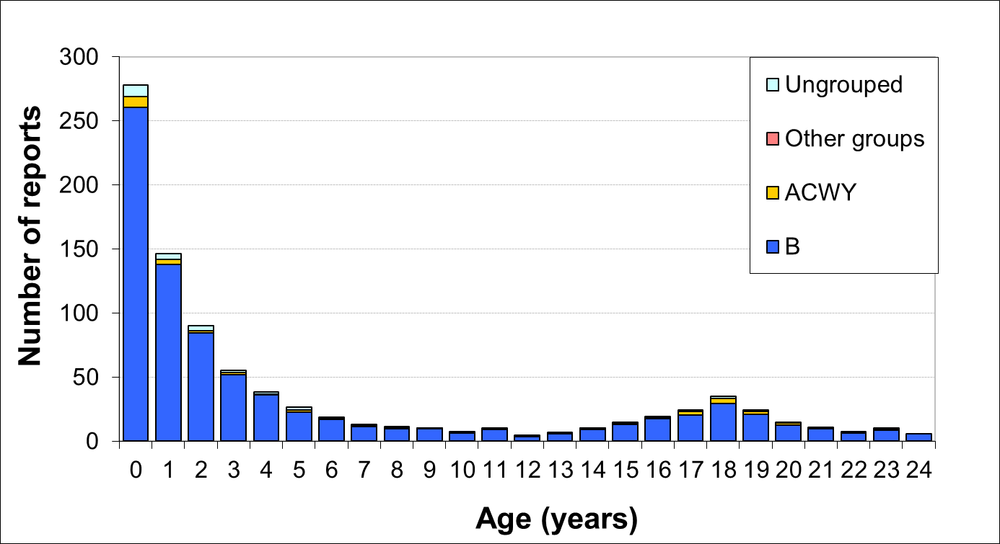 Number of reports
300
250
200
150
100
50
0
Ungrouped
Other groups
ACWY
B
0 1 2 3 4 5 6 7 8 9 10 11 12 13 14 15 16 17 18 19 20 21 22 23 24
Age (years)